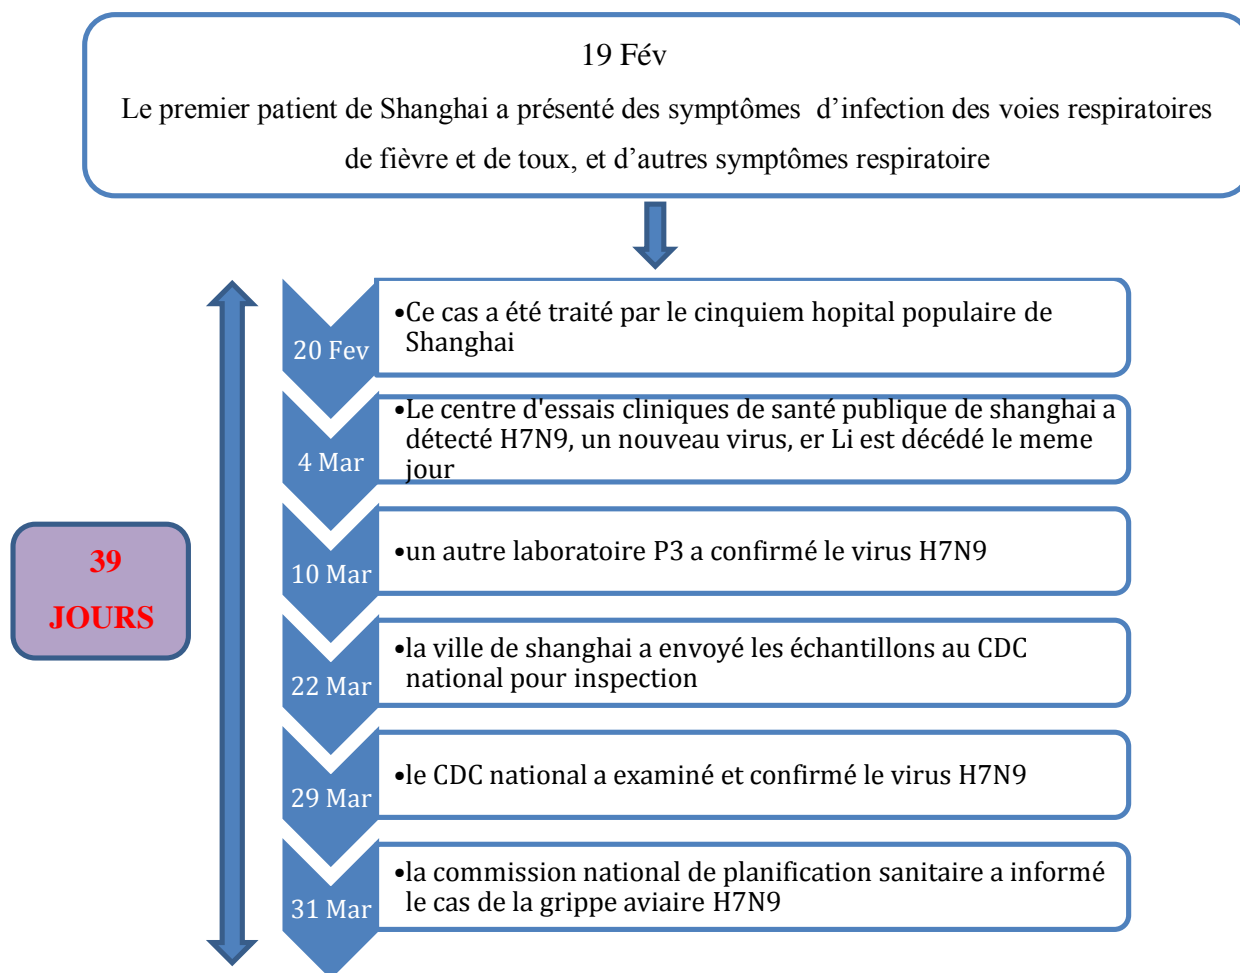 19 Fév
Le premier patient de Shanghai a présenté des symptômes d’infection des voies respiratoires
de fièvre et de toux, et d’autres symptômes respiratoire
20 Fev
•Ce cas a été traité par le cinquiem hopital populaire de
Shanghai
4 Mar
•Le centre d'essais cliniques de santé publique de shanghai a
détecté H7N9, un nouveau virus, er Li est décédé le meme
jour
39
JOURS
10 Mar
•un autre laboratoire P3 a confirmé le virus H7N9
22 Mar
•la ville de shanghai a envoyé les échantillons au CDC
national pour inspection
29 Mar
•le CDC national a examiné et confirmé le virus H7N9
31 Mar
•la commission national de planification sanitaire a informé
le cas de la grippe aviaire H7N9